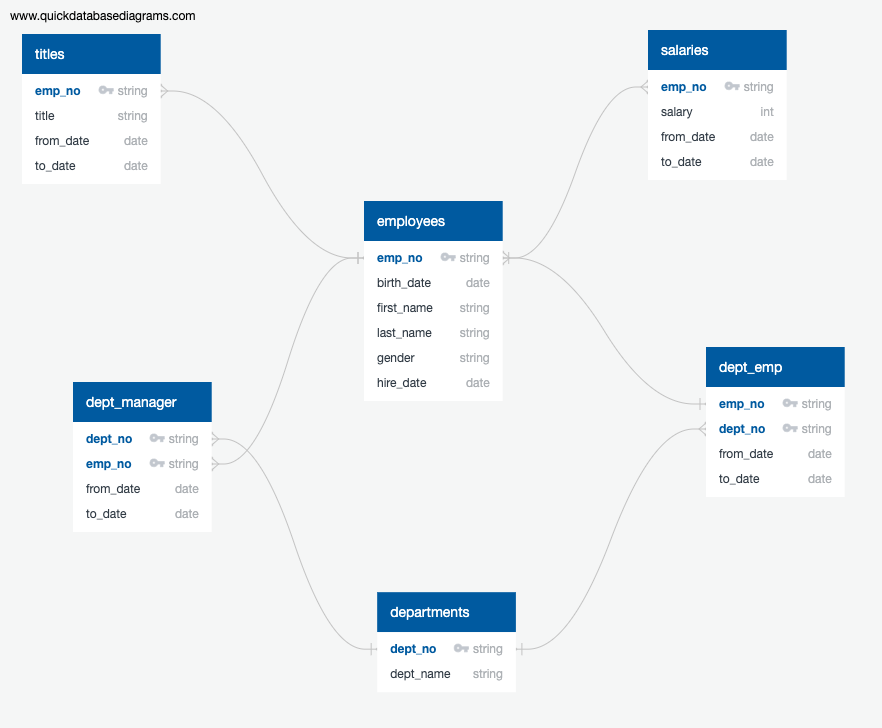 www.quickdatabasediagrams.com
titles
emp_no string
title string
from_date date
to_date date
salaries
emp_no string
salary int
from_date date
to_date date
employees
emp_no string
birth_date date
first_name string
last_name string
gender string
hire_date date
dept_emp
emp_no string
dept_no string
from_date date
to_date date
dept_manager
dept_no string
emp_no string
from_date date
to_date date
departments
dept_no string
dept_name string